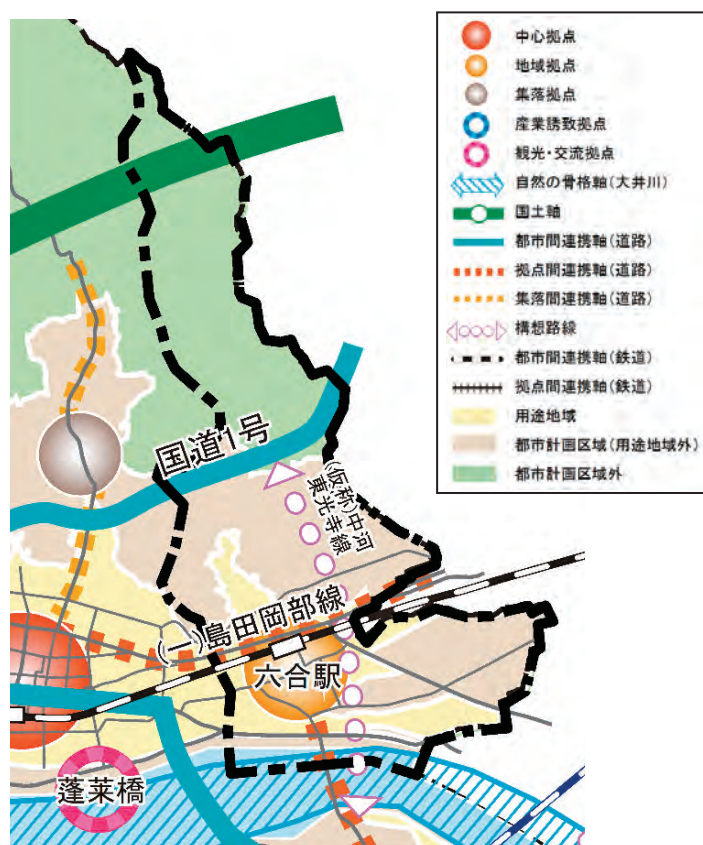 中心拠点
地域拠点
集落拠点
産業誘致拠点
観光・交流拠点
自然の骨格軸(大井川)
国土軸
都市間連携軸(道路)
拠点間連携軸(道路)
集落間連携軸(道路)
構想路線
都市間連携軸(鉄道)
拠点間連携軸(鉄道)
用途地域
都市計画区域(用途地域外)
都市計画区域外
国道1号
(仮称)中河
東光寺線
(一)島田岡部線
六合駅
蓬莱橋